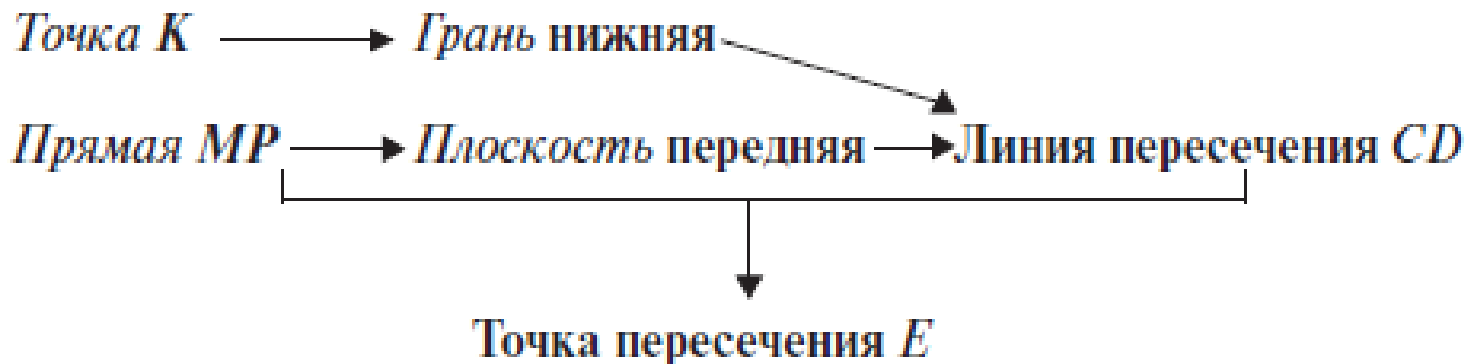 Точка K Грань нижняя
Прямая MP Плоскость передняя Линия пересечения CD
Точка пересечения E